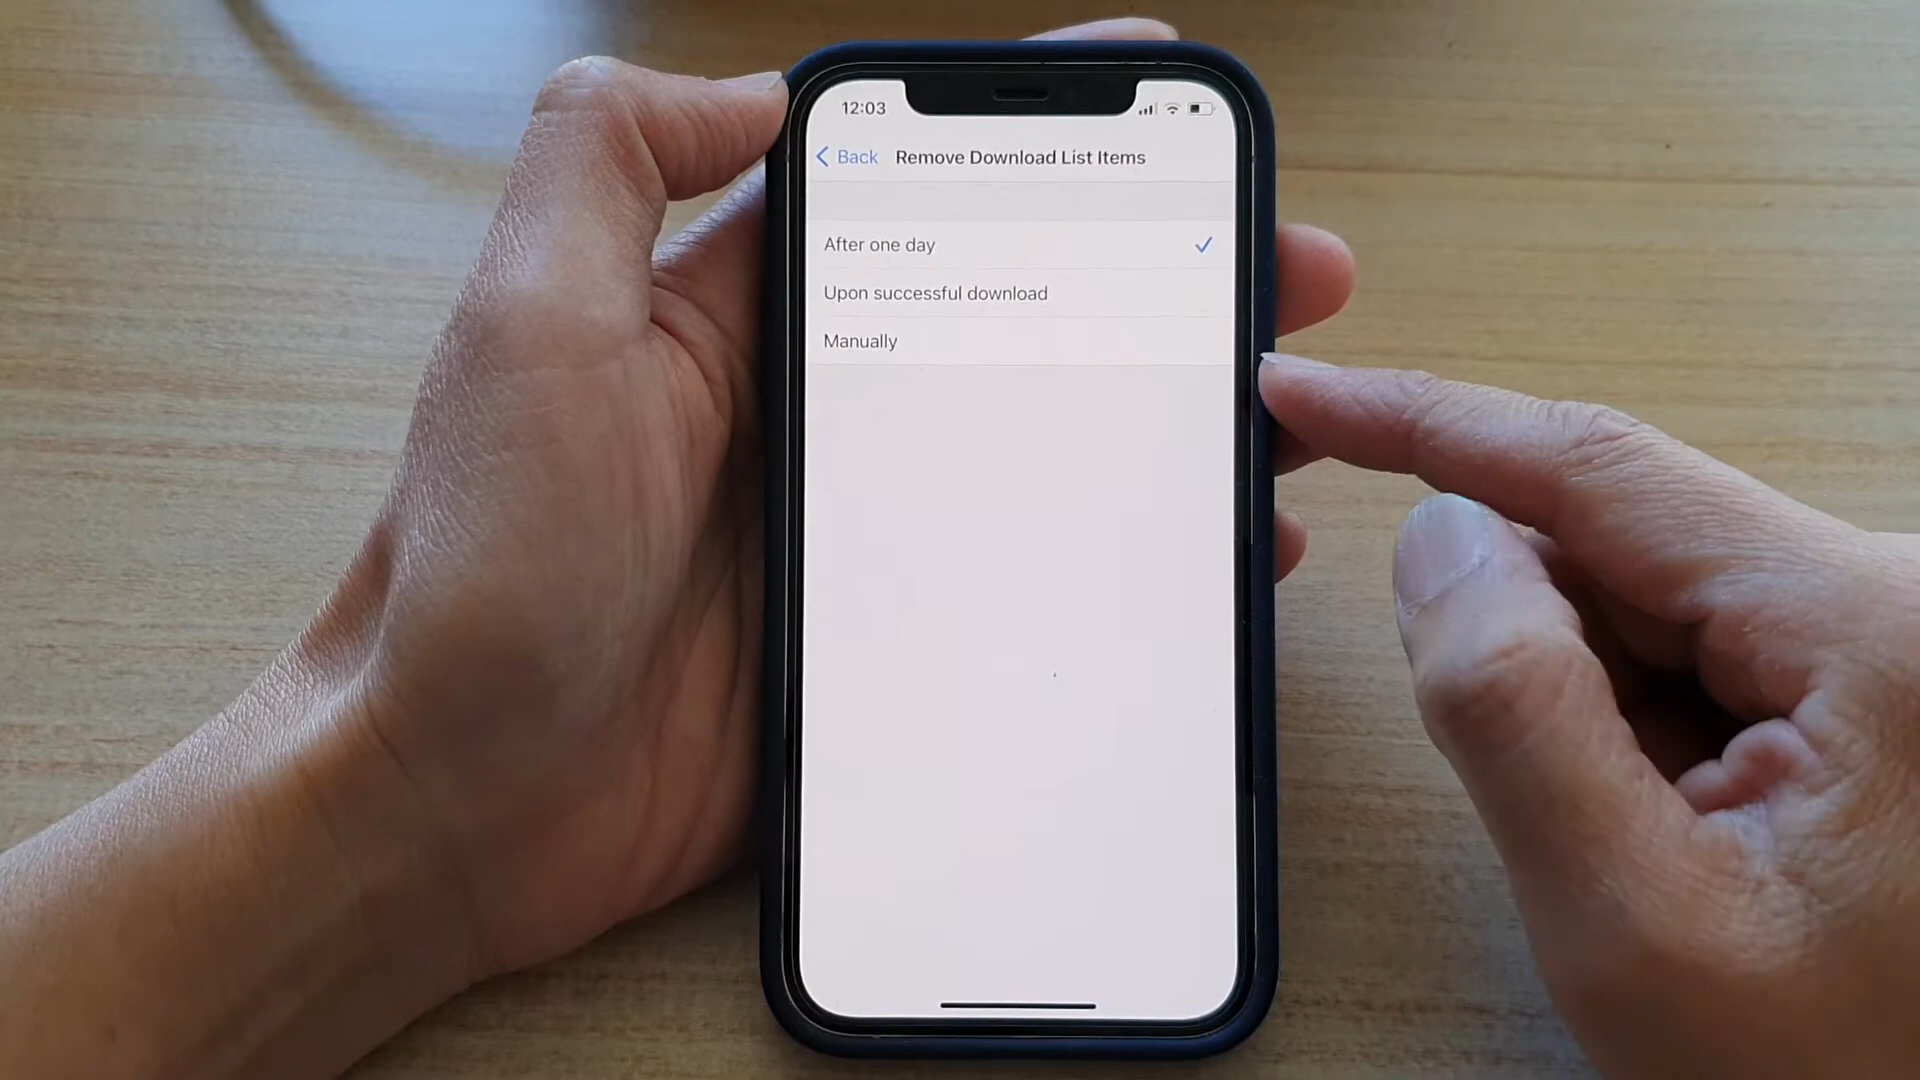 12:03
Back Remove Download List Items
After one day
Upon successful download
Manually